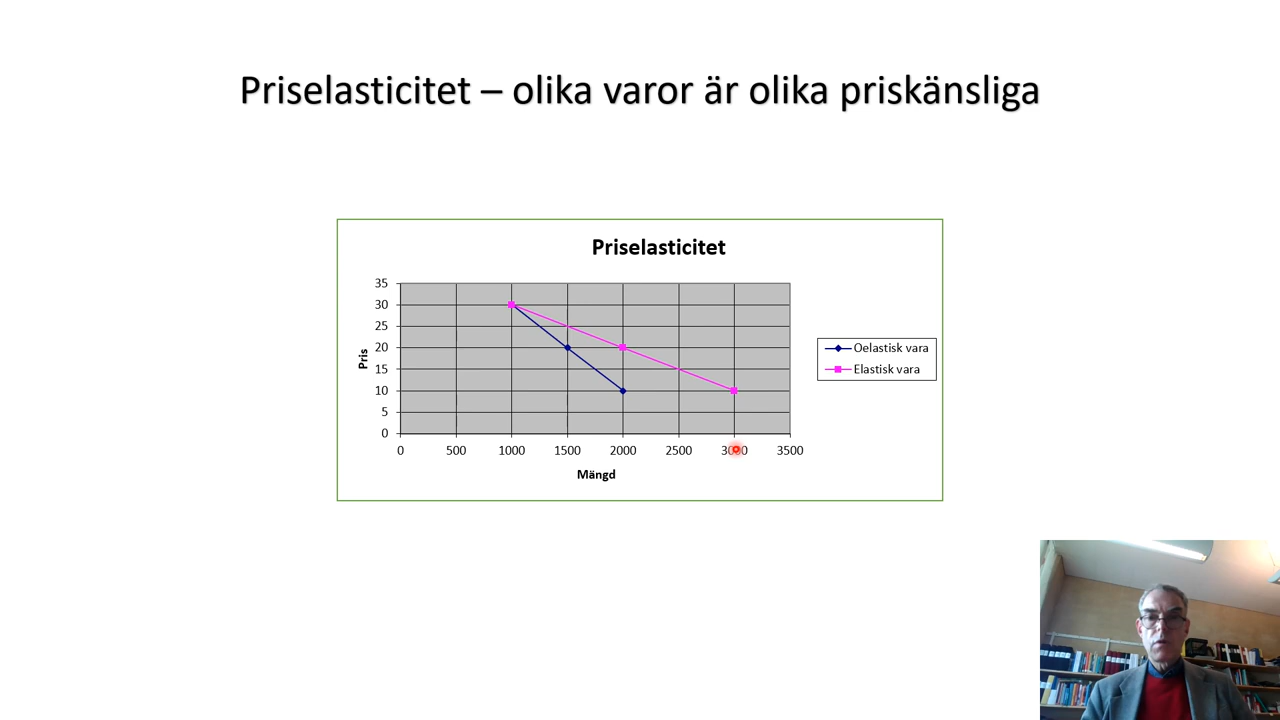 Priselasticitet – olika varor är olika priskänsliga
Priselasticitet
35
30
25
20
15
10
5
0
Pris
0 500 1000 1500 2000 2500 3000 3500
Mängd
Oelastisk vara
Elastisk vara